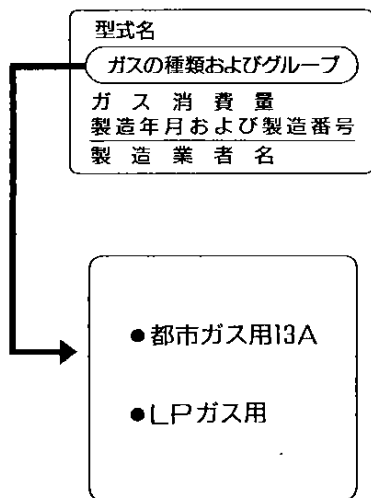 型式名
ガスの種類およびグループ
ガス消費量
製造年月および製造番号
製造業者名
●都市ガス用13A
●LPガス用